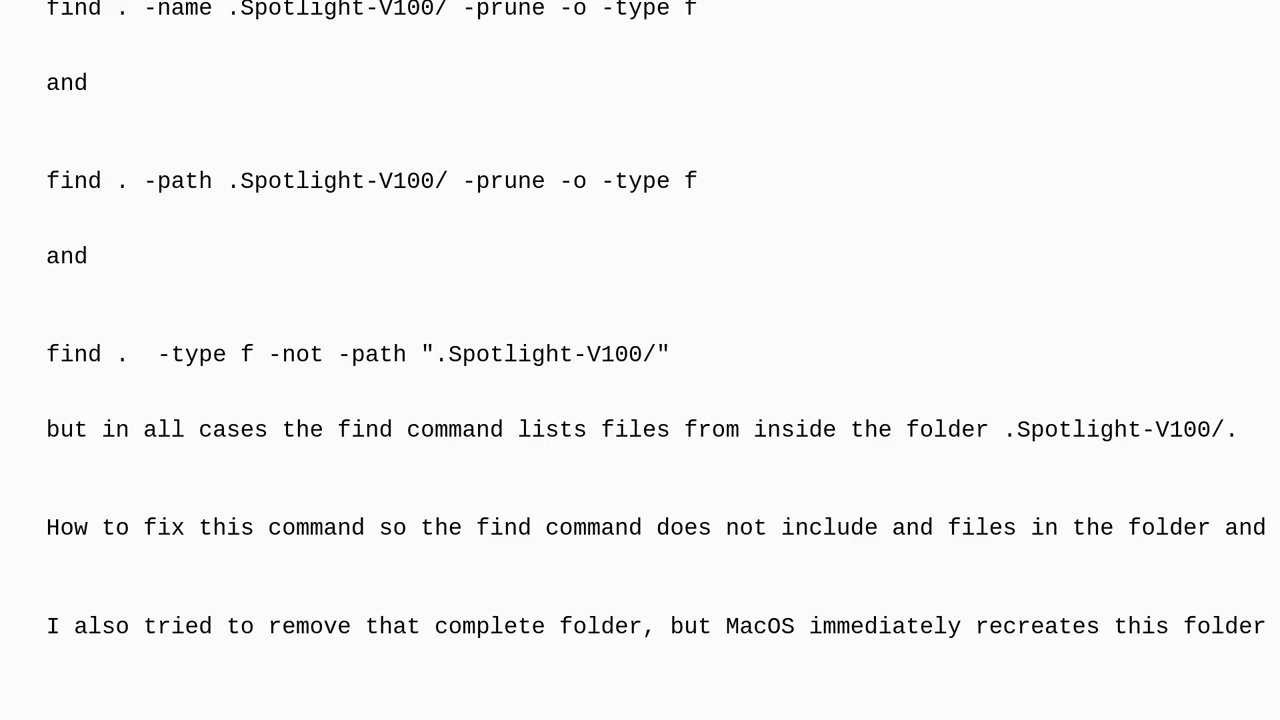 find . -name .Spotlight-V100/ -prune -o -type f
and
find . -path .Spotlight-V100/ -prune -o -type f
and
find .  -type f -not -path ".Spotlight-V100/"
but in all cases the find command lists files from inside the folder .Spotlight-V100/.
How to fix this command so the find command does not include and files in the folder and
I also tried to remove that complete folder, but MacOS immediately recreates this folder